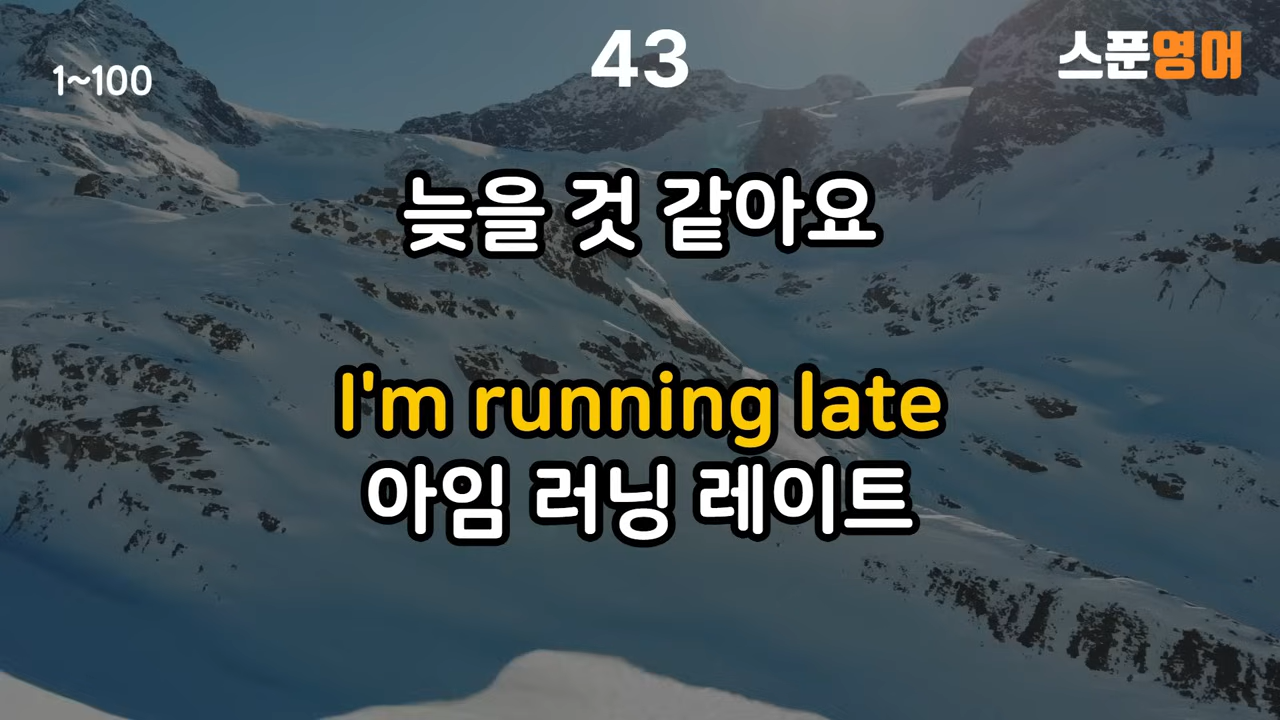 1~100
43
스푼영어
늦을 것 같아요
I'm running late
아임 러닝 레이트